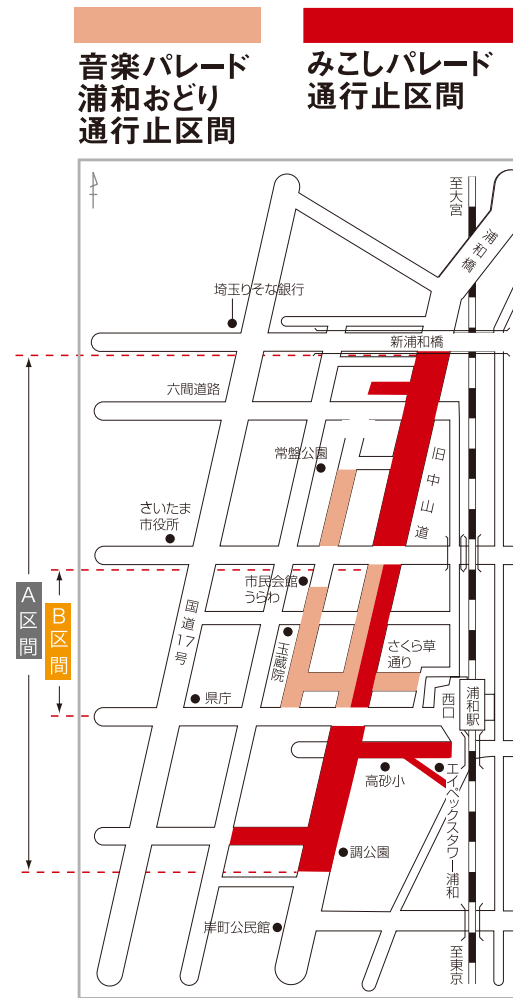 音楽パレード
浦和おどり
通行止区間
みこしパレード
通行止区間
至大宮
浦和橋
埼玉りそな銀行
新浦和橋
六間道路
常盤公園
旧中山道
さいたま
市役所
A区間
B区間
市民会館
うらわ
国道17号
玉蔵院
さくら草
通り
県庁
西口
浦和駅
高砂小
エイペックスタワー浦和
調公園
岸町公民館
至東京